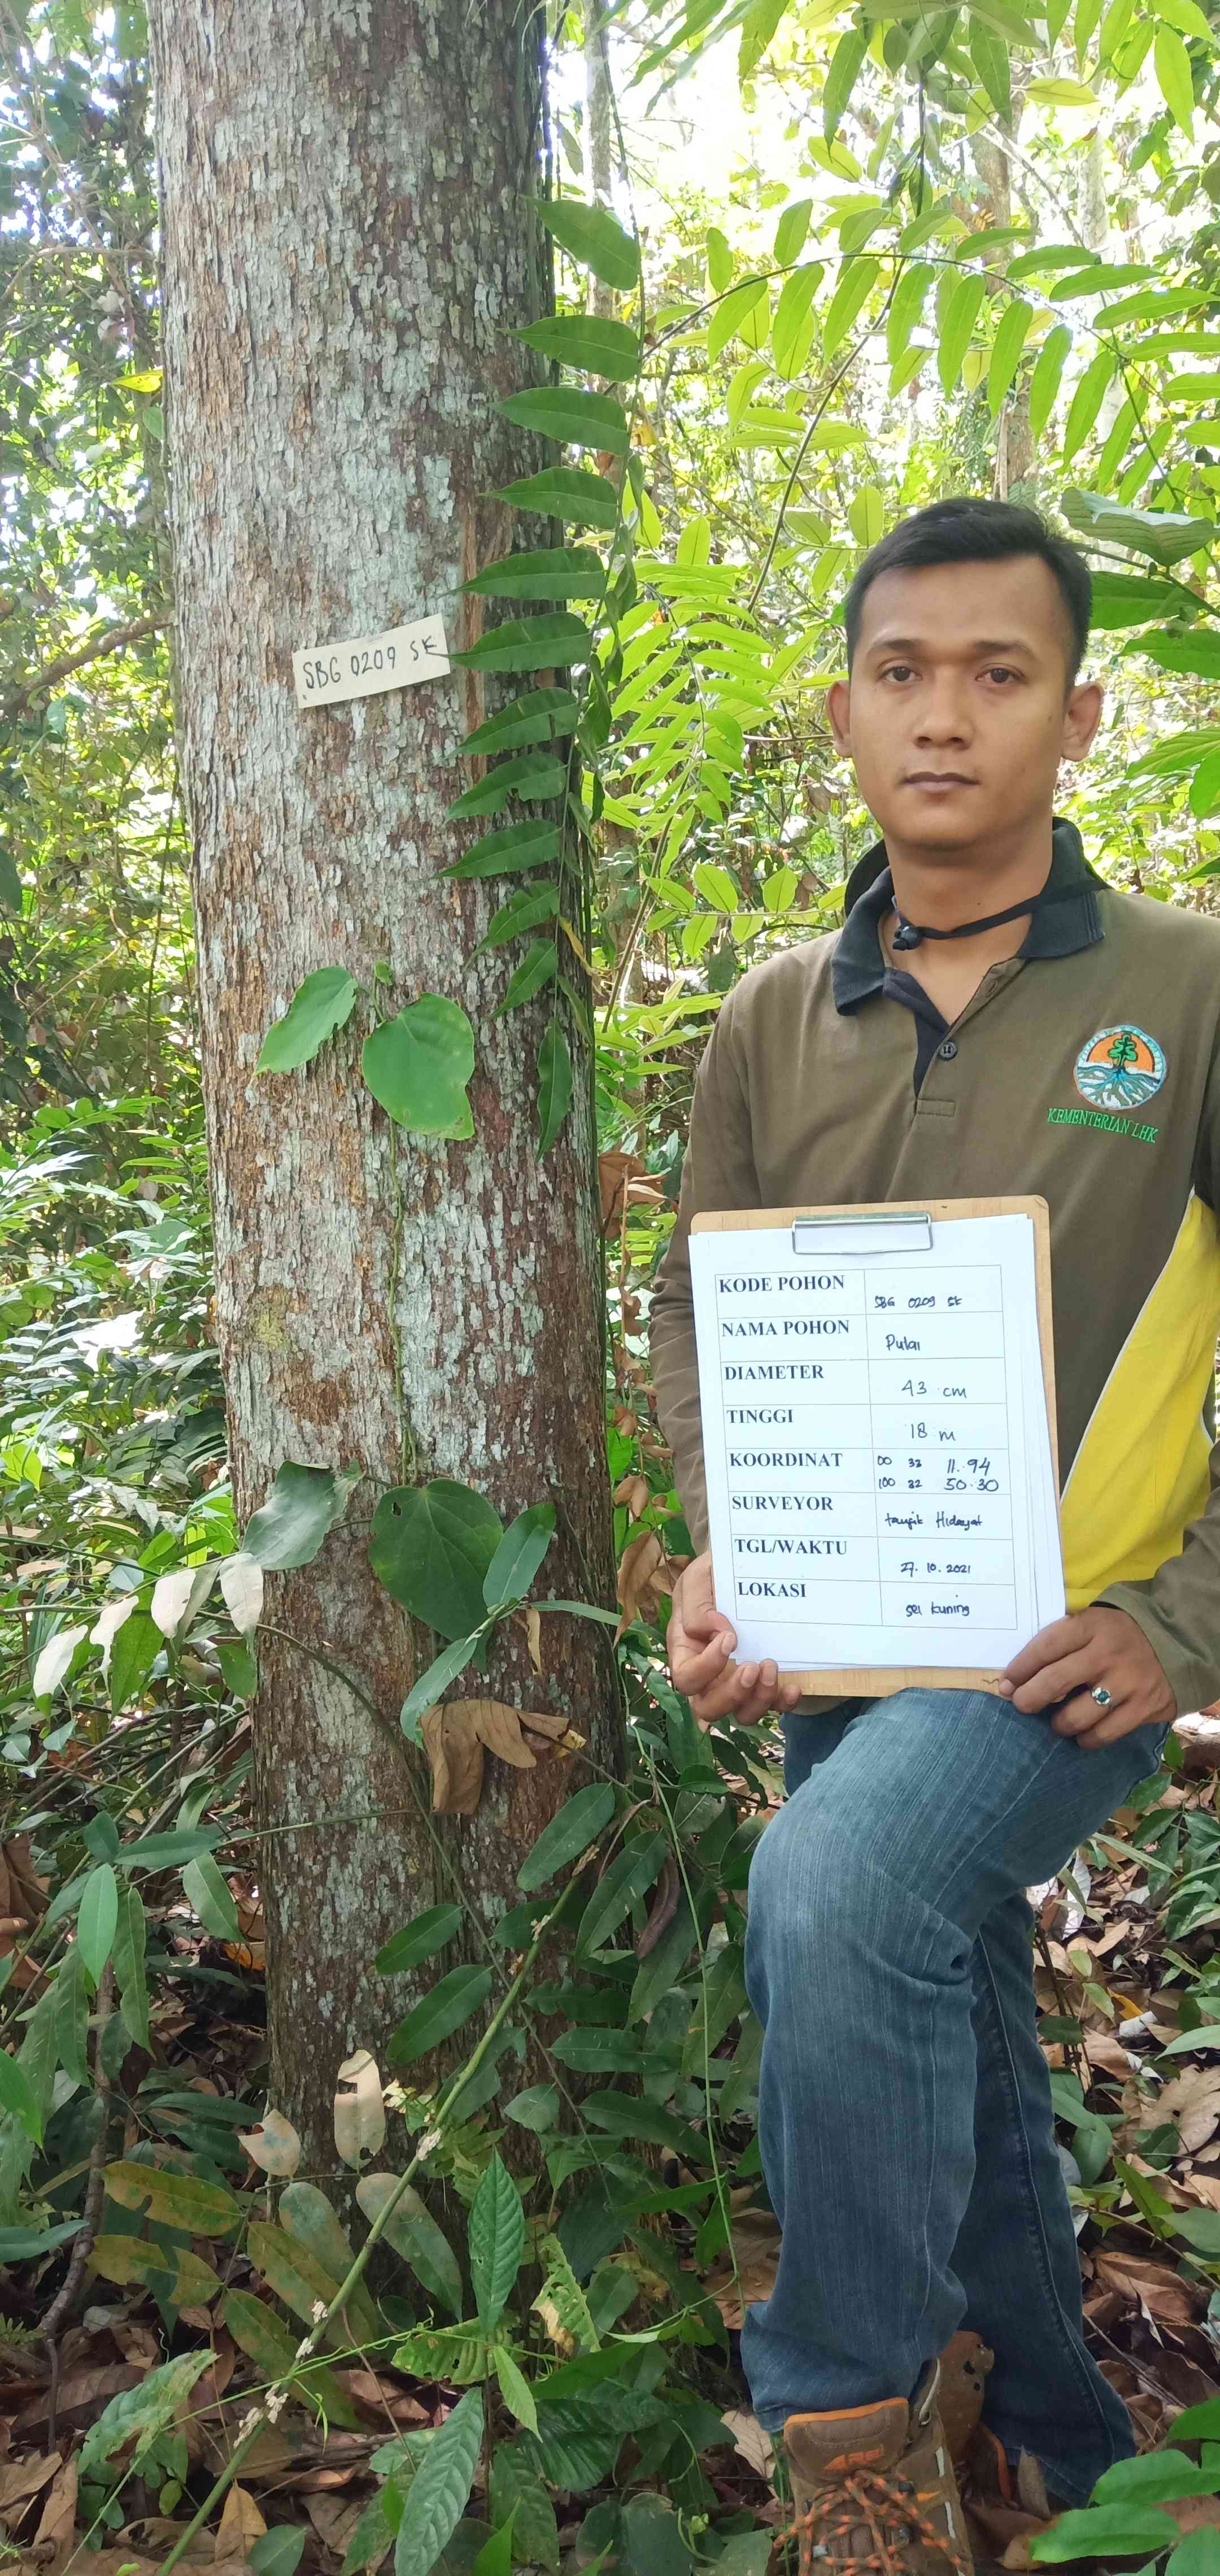 SBG 0209 SK
KEMENTERIAN LHK
KODE POHON SBG 0209 SK
NAMA POHON Pulai
DIAMETER 43 cm
TINGGI 18 m
KOORDINAT 00 33 11.94
100 32 50.30
SURVEYOR taufik Hidayat
TGL/WAKTU 27.10.2021
LOKASI sei kuning